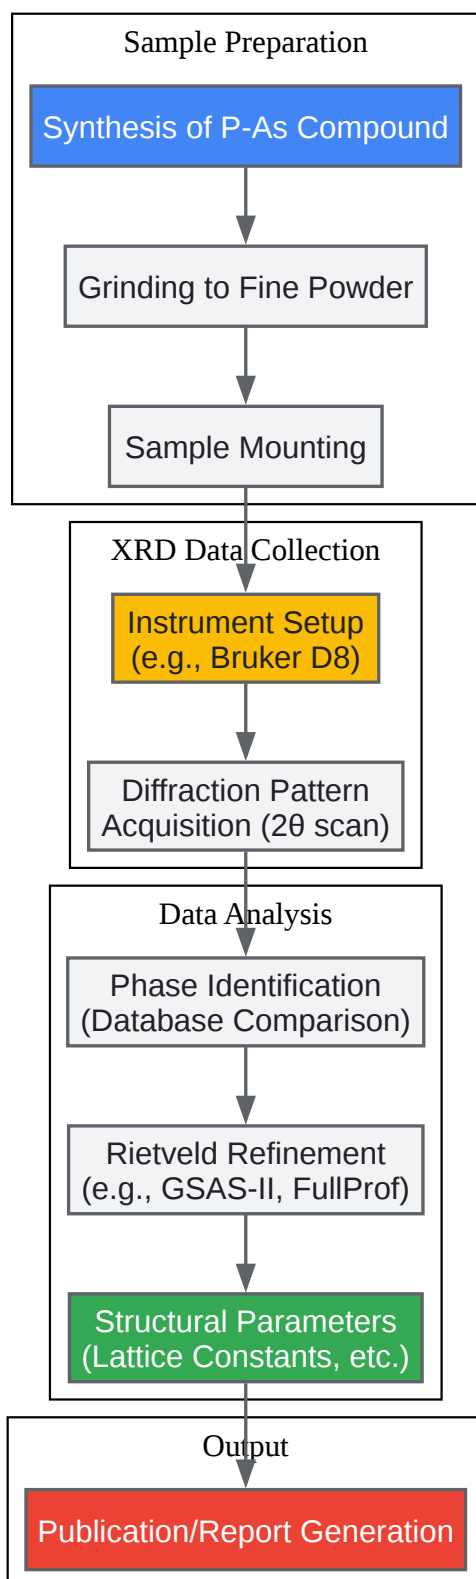 Sample Preparation
Synthesis of P-As Compound
Grinding to Fine Powder
Sample Mounting
XRD Data Collection
Instrument Setup
(e.g., Bruker D8)
Diffraction Pattern
Acquisition (2θ scan)
Data Analysis
Phase Identification
(Database Comparison)
Rietveld Refinement
(e.g., GSAS-II, FullProf)
Structural Parameters
(Lattice Constants, etc.)
Output
Publication/Report Generation